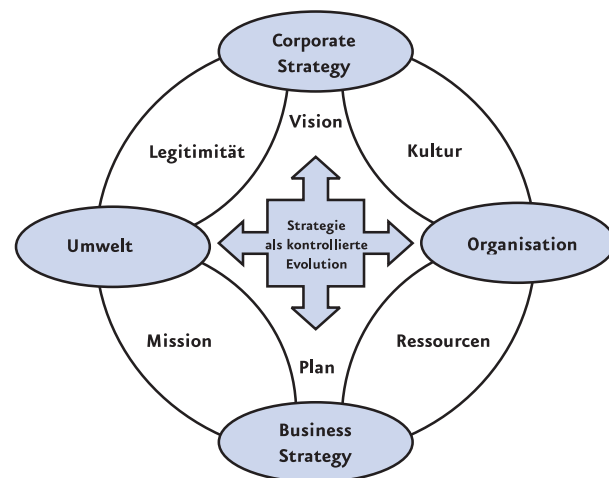 Corporate
Strategy
Vision
Legitimität
Kultur
Umwelt
Strategie
als kontrollierte
Evolution
Organisation
Mission
Ressourcen
Plan
Business
Strategy